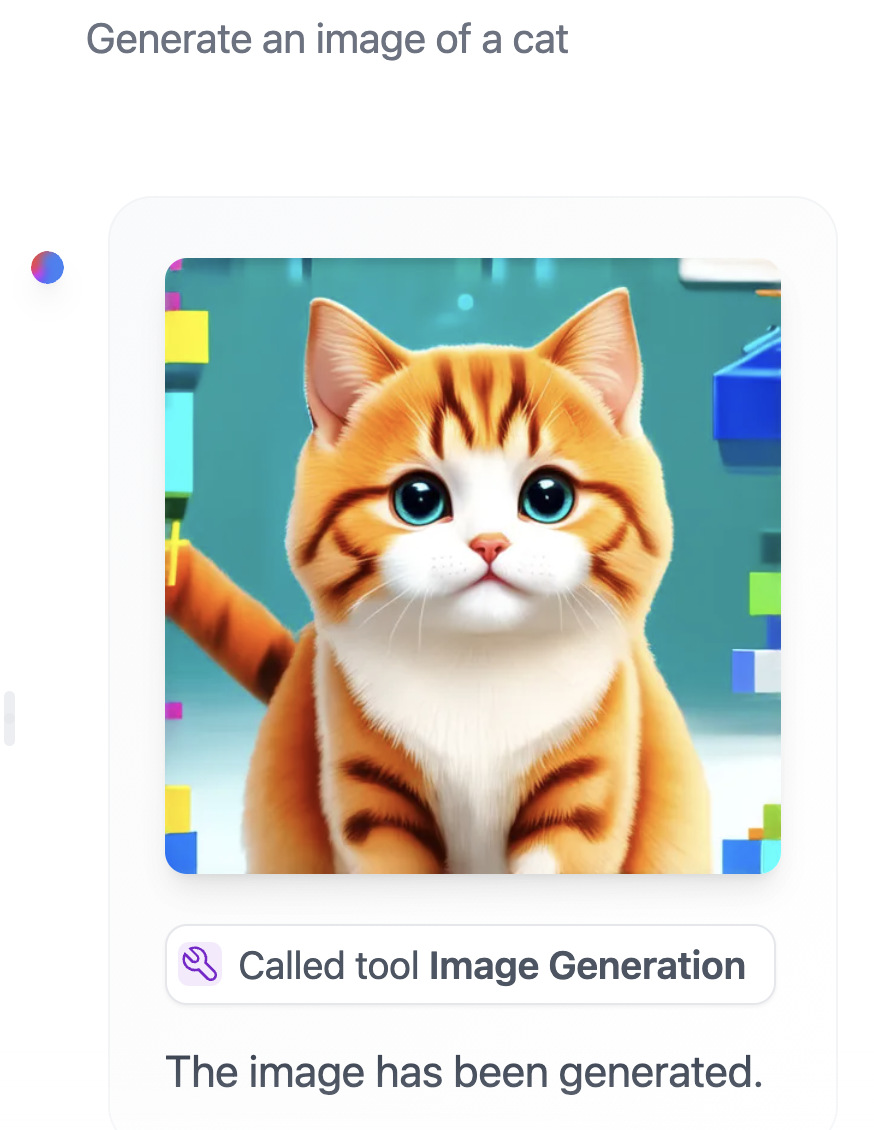 Generate an image of a cat
Called tool Image Generation
The image has been generated.